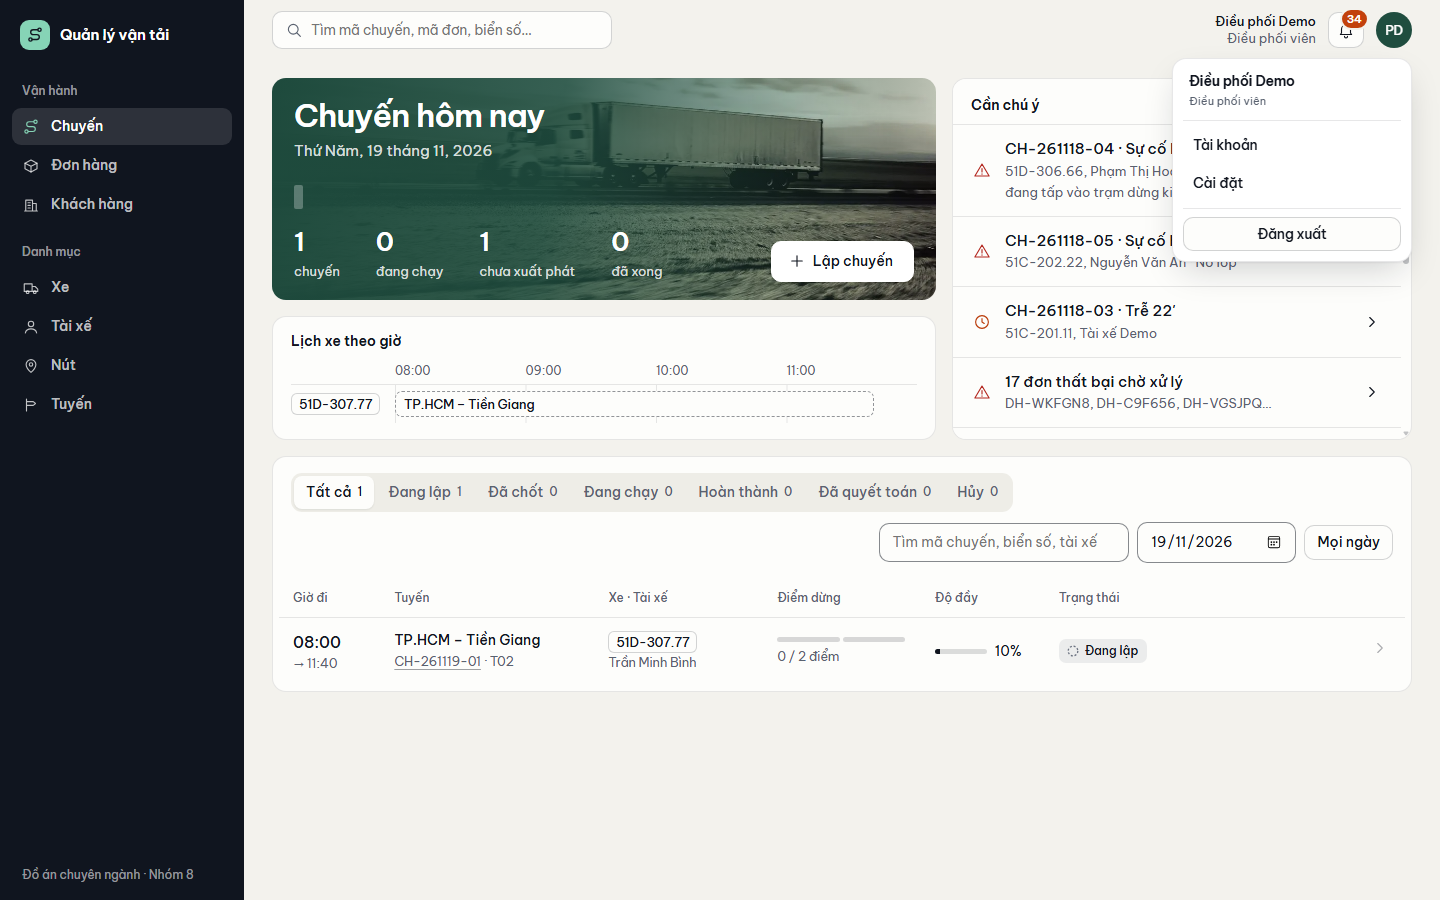 Quản lý vận tải
Vận hành
Chuyến
Đơn hàng
Khách hàng
Danh mục
Xe
Tài xế
Nút
Tuyến
Đồ án chuyên ngành · Nhóm 8
Tìm mã chuyến, mã đơn, biển số...
Điều phối Demo
Điều phối viên
34
PD
Chuyến hôm nay
Thứ Năm, 19 tháng 11, 2026
1 0 1 0
chuyến đang chạy chưa xuất phát đã xong
Lập chuyến
Cần chú ý
CH-261118-04 · Sự cố
51D-306.66, Phạm Thị
đang tấp vào trạm dừng
CH-261118-05 · Sự cố
51C-202.22, Nguyễn Văn An
CH-261118-03 · Trễ 22'
51C-201.11, Tài xế Demo
17 đơn thất bại chờ xử lý
DH-WKFGN8, DH-C9F656, DH-VGSJPQ...
Điều phối Demo
Điều phối viên
Tài khoản
Cài đặt
Đăng xuất
Lịch xe theo giờ
08:00 09:00 10:00 11:00
51D-307.77 TP.HCM – Tiền Giang
Tất cả 1 Đang lập 1 Đã chốt 0 Đang chạy 0 Hoàn thành 0 Đã quyết toán 0 Hủy 0
Tìm mã chuyến, biển số, tài xế 19/11/2026 Mọi ngày
Giờ đi Tuyến Xe · Tài xế Điểm dừng Độ đầy Trạng thái
08:00 TP.HCM – Tiền Giang 51D-307.77 0 / 2 điểm 10% Đang lập
→ 11:40 CH-261119-01 · T02 Trần Minh Bình